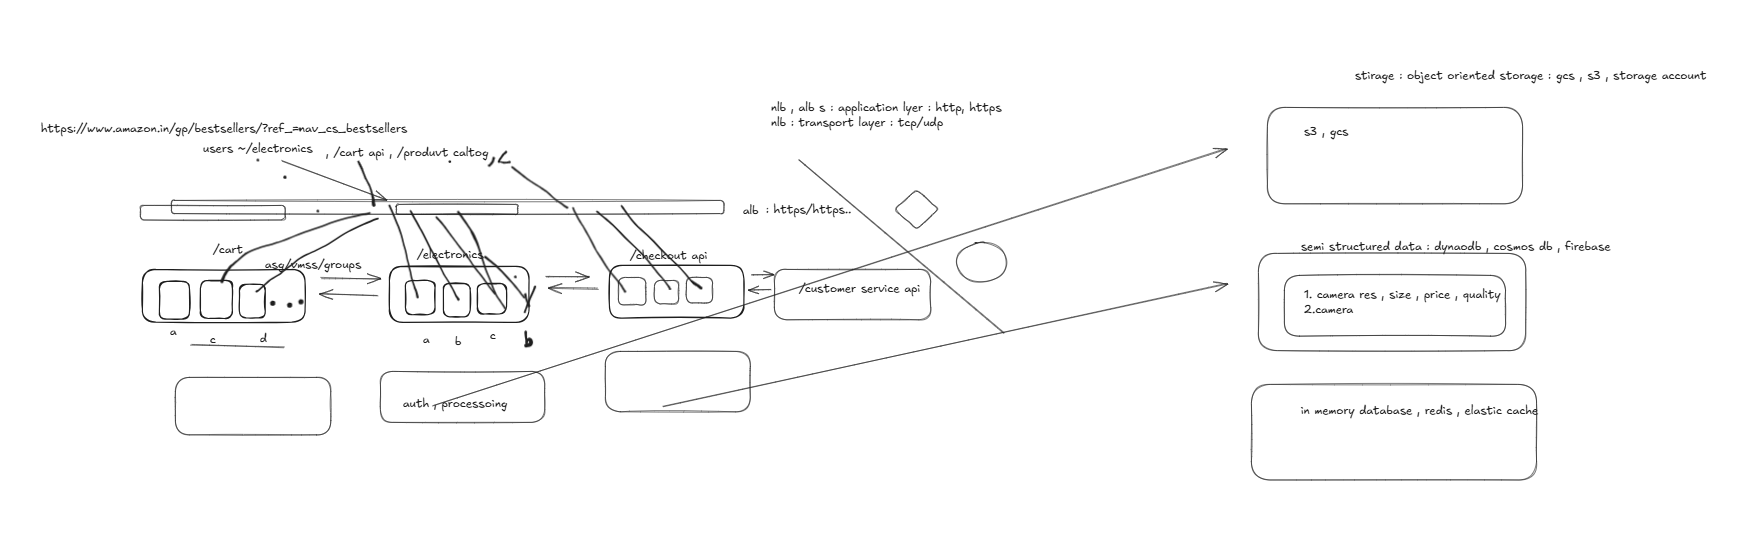 stirage : object oriented storage : gcs , s3 , storage account
nlb , alb s : application lyer : http, https
nlb : transport layer : tcp/udp
https://www.amazon.in/gp/bestsellers/?ref_=nav_cs_bestsellers
s3 , gcs
users ~/electronics
, /cart api , /produvt caltog
alb : https/https..
/cart
asg/vmss/groups
/electronics
/checkout api
/customer service api
semi structured data : dynaodb , cosmos db , firebase
1. camera res , size , price , quality
2.camera
a
c
d
a
b
c
b
auth , processoing
in memory database , redis , elastic cache